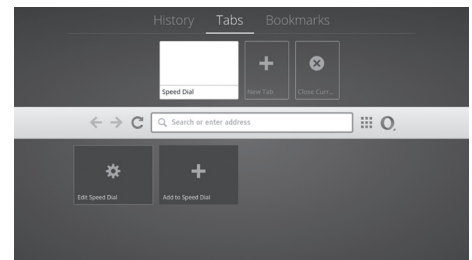 History Tabs Bookmarks
Speed Dial New Tab Close Curr...
Search or enter address
Edit Speed Dial Add to Speed Dial